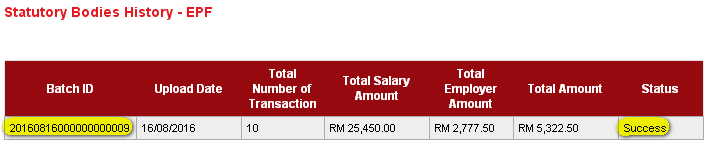 Statutory Bodies History - EPF
Batch ID Upload Date Total Number of Transaction Total Salary Amount Total Employer Amount Total Amount Status
20160816000000000009 16/08/2016 10 RM 25,450.00 RM 2,777.50 RM 5,322.50 Success